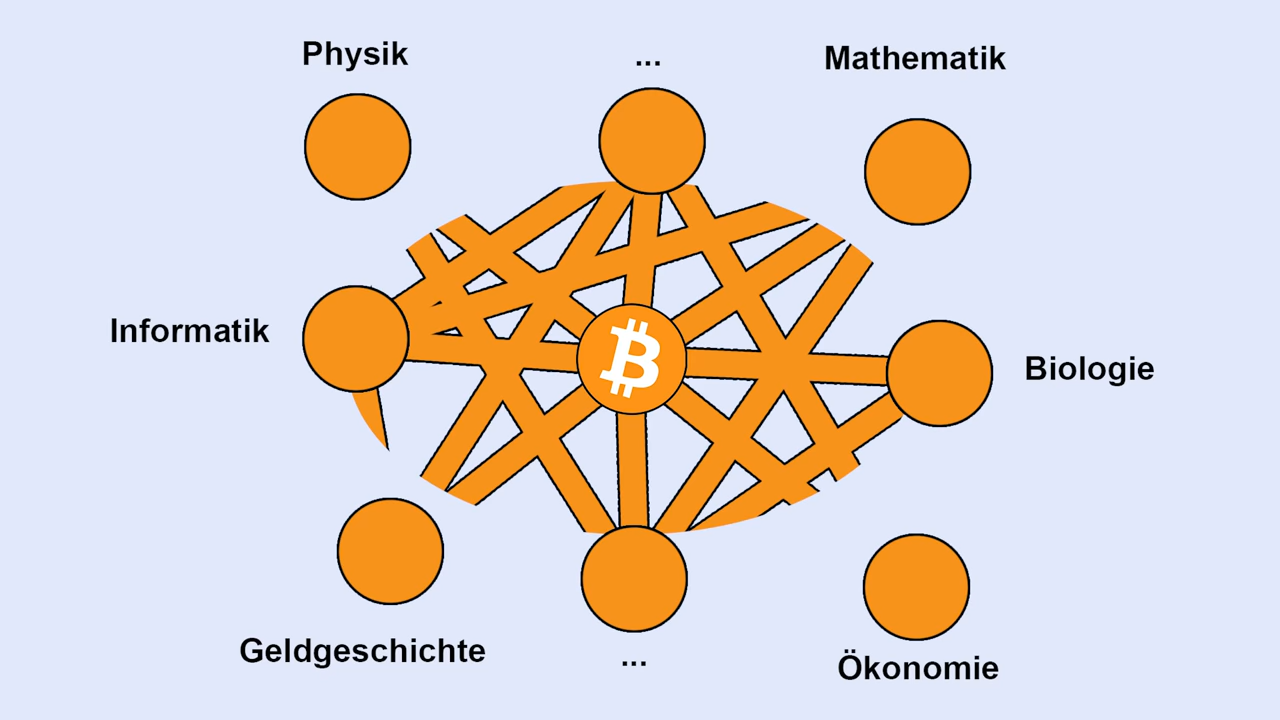 Physik
...
Mathematik
Informatik
Biologie
Geldgeschichte
...
Ökonomie